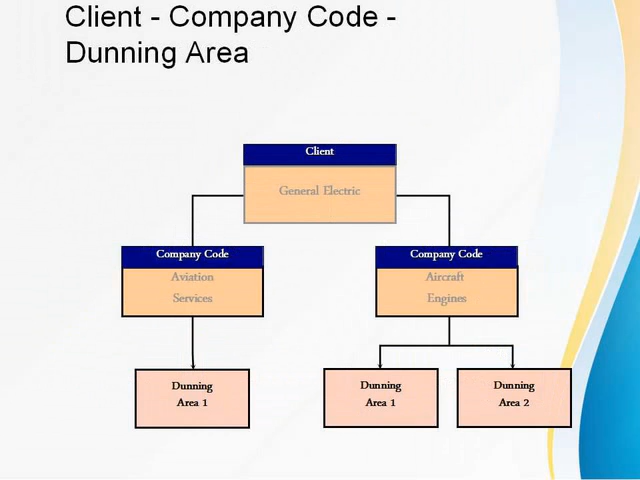 Client - Company Code -
Dunning Area
Client
General Electric
Company Code
Aviation
Services
Company Code
Aircraft
Engines
Dunning
Area 1
Dunning
Area 1
Dunning
Area 2